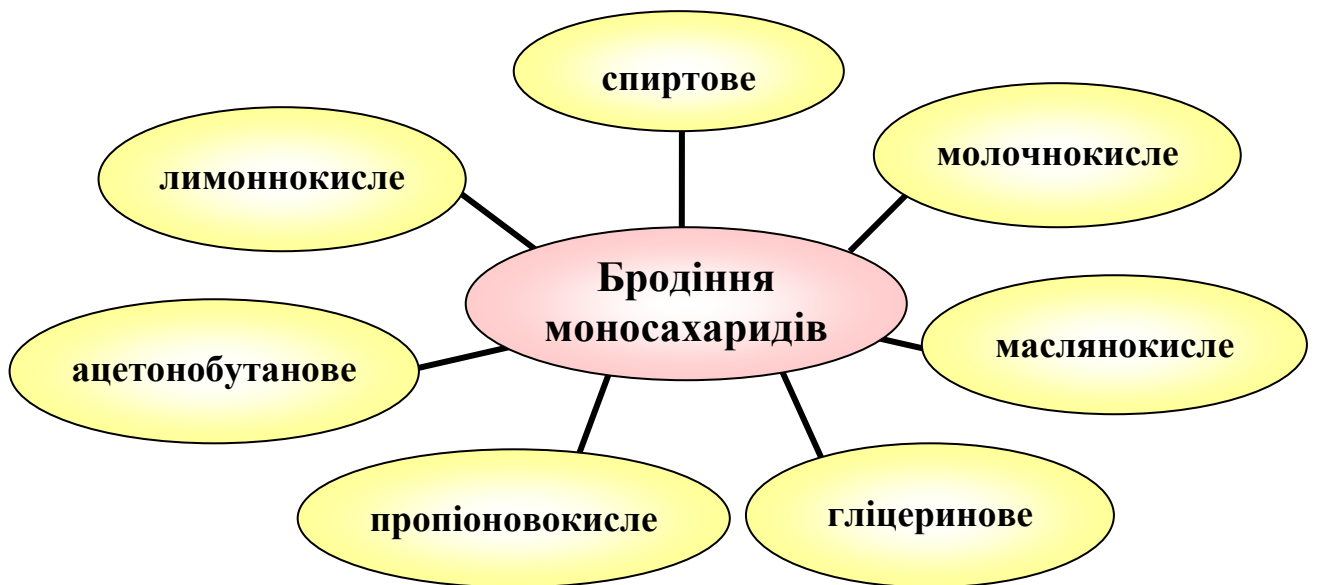 спиртове
молочнокисле
лимоннокисле
Бродіння
моносахаридів
маслянокисле
ацетонобутанове
гліцеринове
пропіоновокисле